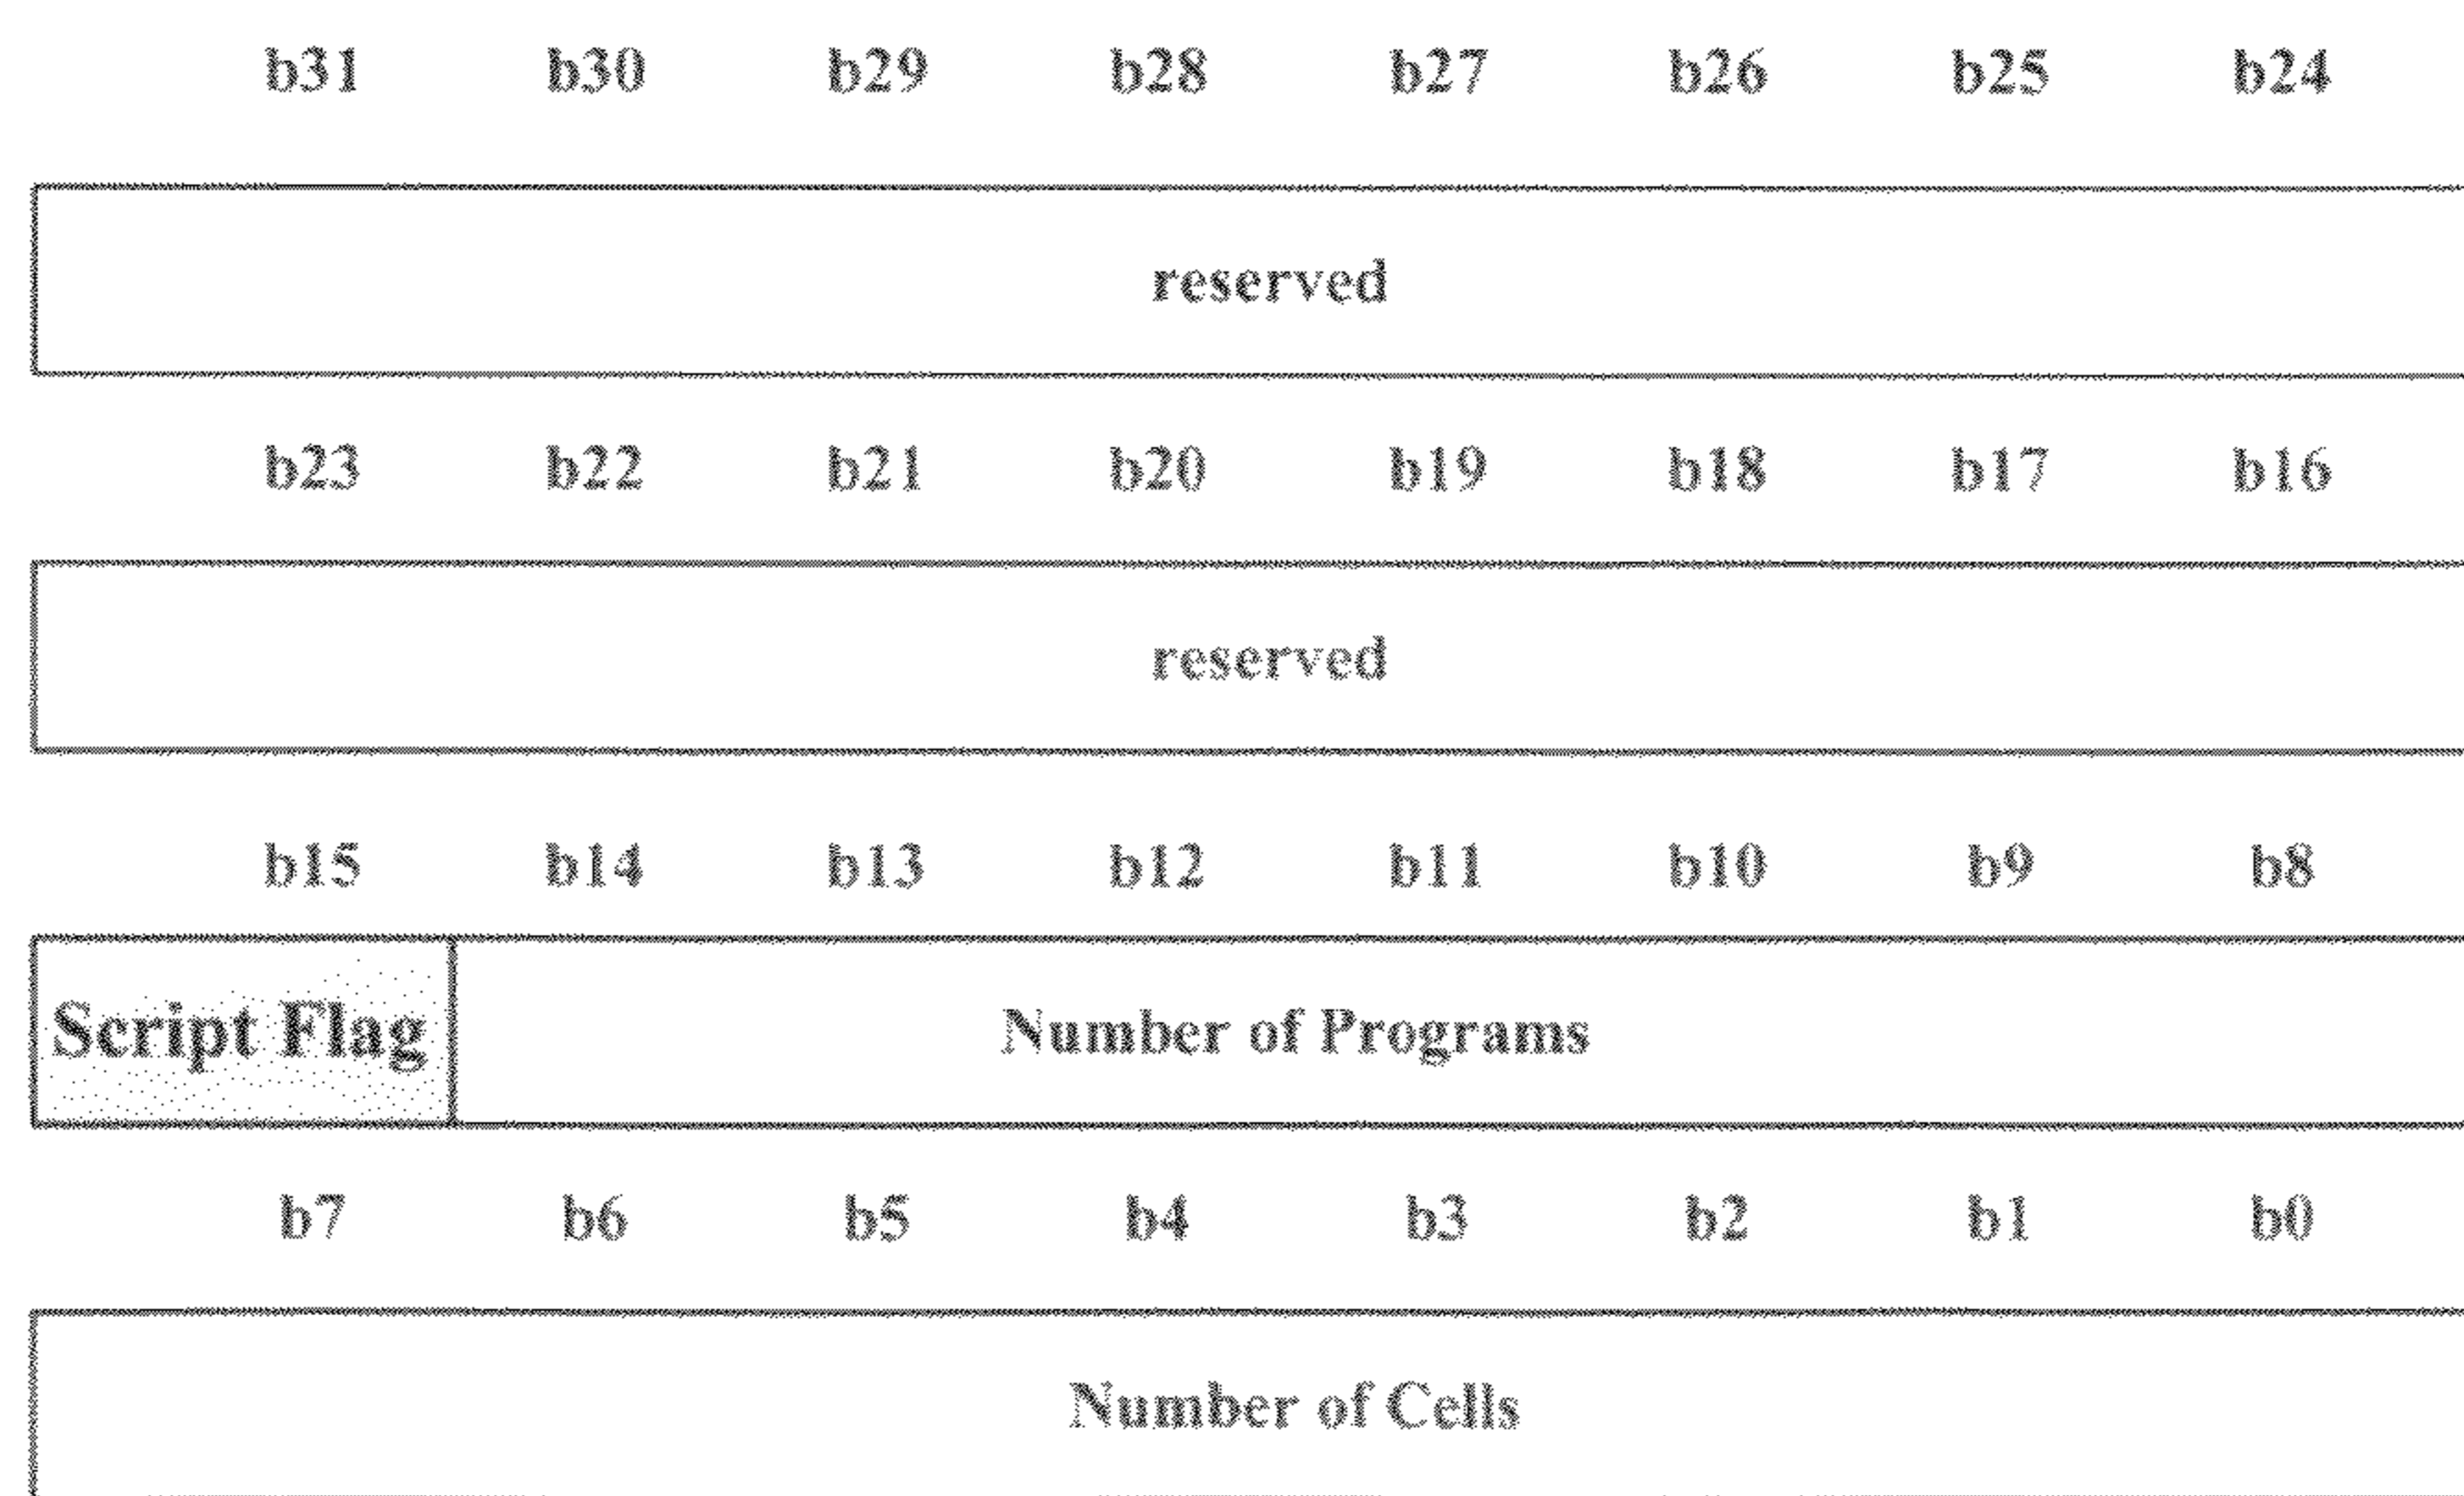 b31 b30 b29 b28 b27 b26 b25 b24
reserved
b23 b22 b21 b20 b19 b18 b17 b16
reserved
b15 b14 b13 b12 b11 b10 b9 b8
Script Flag Number of Programs
b7 b6 b5 b4 b3 b2 b1 b0
Number of Cells